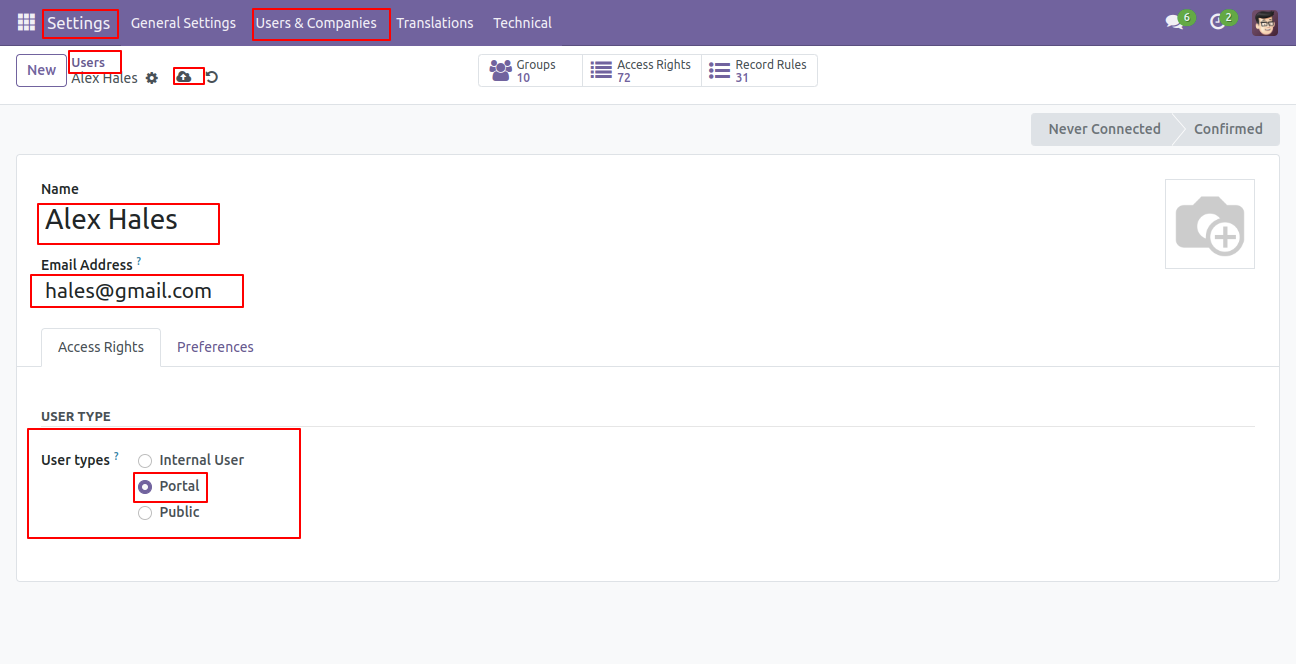 Settings General Settings Users & Companies Translations Technical 6 2
New Users Groups Access Rights Record Rules
Alex Hales 10 72 31
Never Connected Confirmed
Name
Alex Hales
Email Address ?
hales@gmail.com
Access Rights Preferences
USER TYPE
User types ? Internal User
Portal
Public